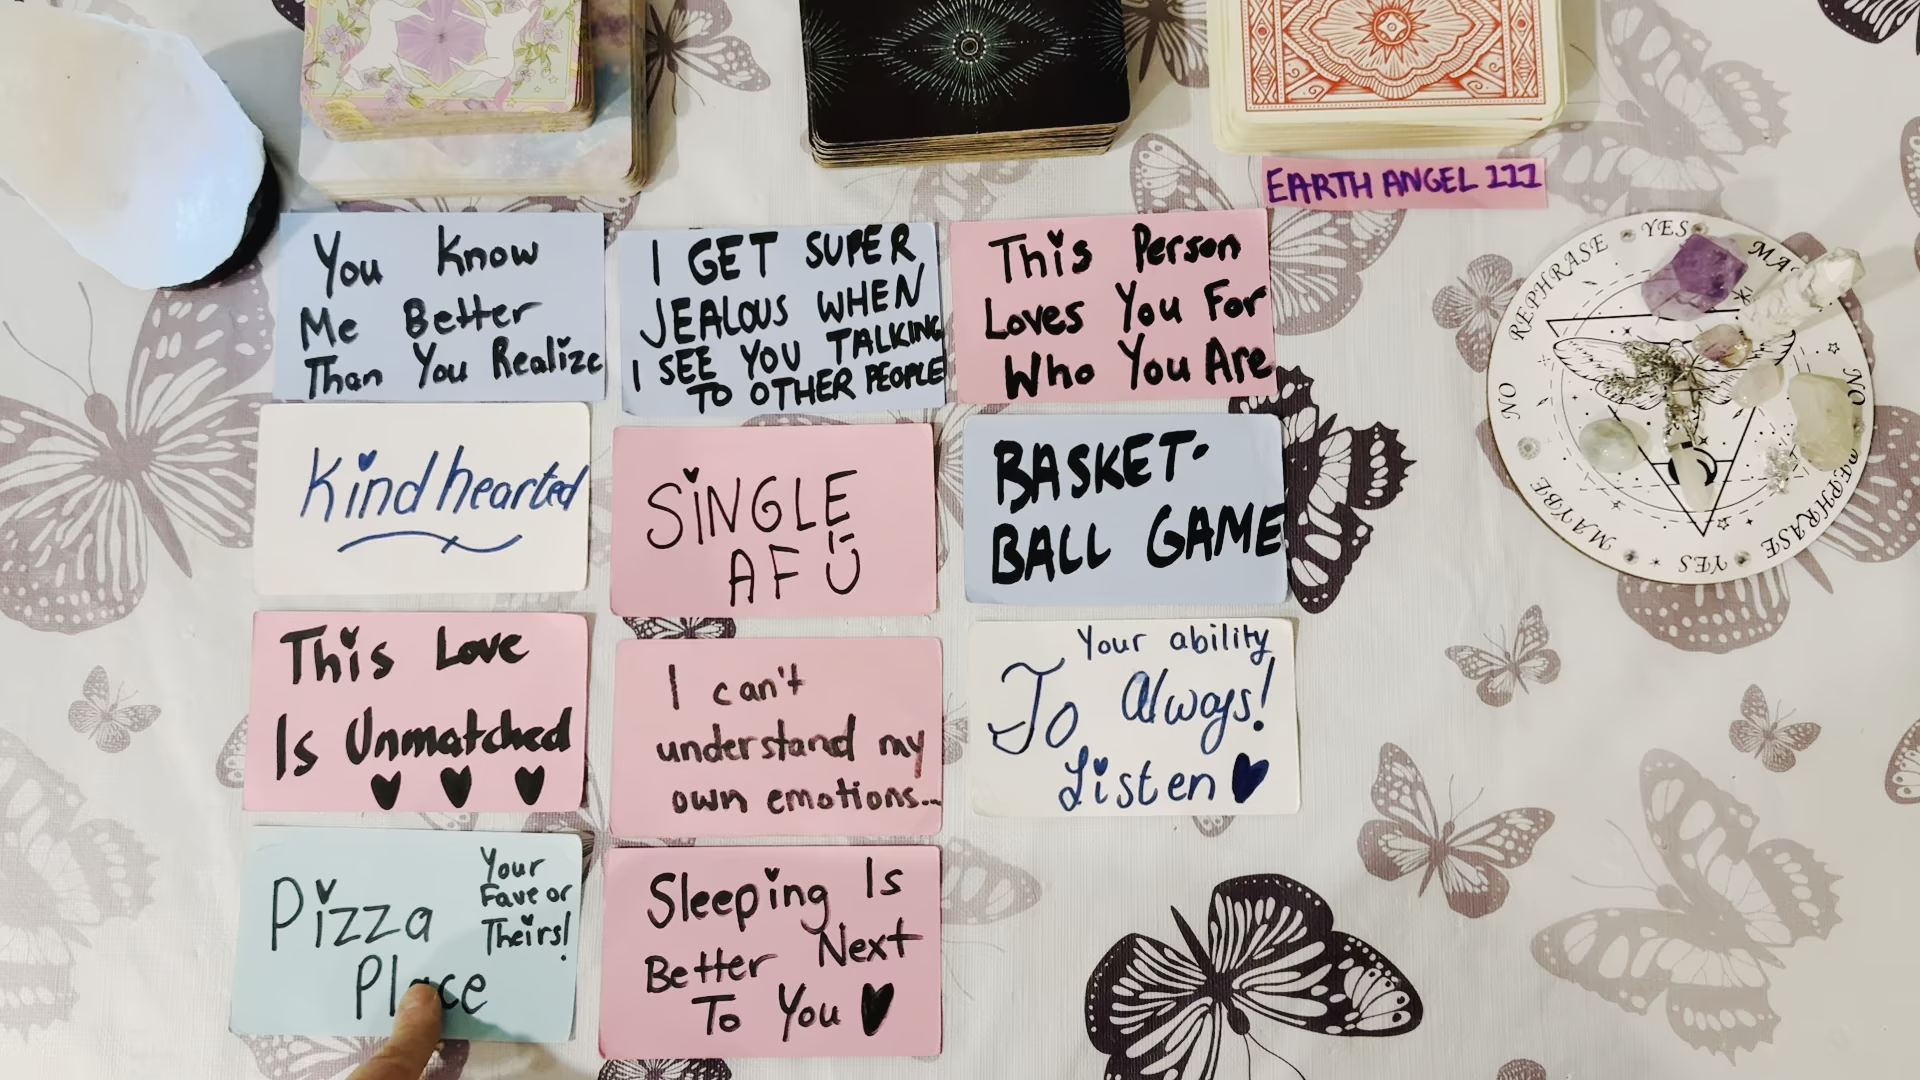 EARTH ANGEL 111
You Know
Me Better
Than You Realize
I GET SUPER
JEALOUS WHEN
I SEE YOU TALKING
TO OTHER PEOPLE
This Person
Loves You For
Who You Are
Kindhearted
SiNGLE
AF
BASKET-
BALL GAME
This Love
Is Unmatched
I can't
understand my
own emotions...
Your ability
To Always!
Listen
Pizza
Place
Your
Fave or
Theirs!
Sleeping Is
Better Next
To You
REPHRASE
YES
NO
MAYBE
YES
REPHRASE
NO